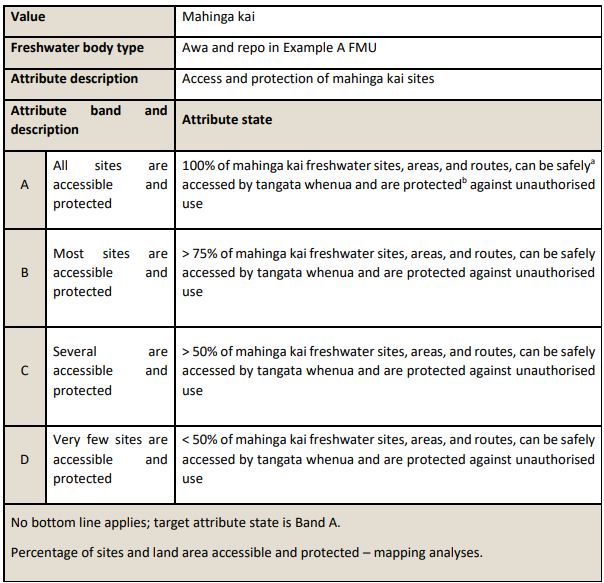 Value
Mahinga kai
Freshwater body type
Awa and repo in Example A FMU
Attribute description
Access and protection of mahinga kai sites
Attribute band and
description
Attribute state
A
All sites are
accessible and
protected
100% of mahinga kai freshwater sites, areas, and routes, can be safelyᵃ
accessed by tangata whenua and are protectedᵇ against unauthorised
use
B
Most sites are
accessible and
protected
> 75% of mahinga kai freshwater sites, areas, and routes, can be safely
accessed by tangata whenua and are protected against unauthorised
use
C
Several are
accessible and
protected
> 50% of mahinga kai freshwater sites, areas, and routes, can be safely
accessed by tangata whenua and are protected against unauthorised
use
D
Very few sites are
accessible and
protected
< 50% of mahinga kai freshwater sites, areas, and routes, can be safely
accessed by tangata whenua and are protected against unauthorised
use
No bottom line applies; target attribute state is Band A.
Percentage of sites and land area accessible and protected – mapping analyses.